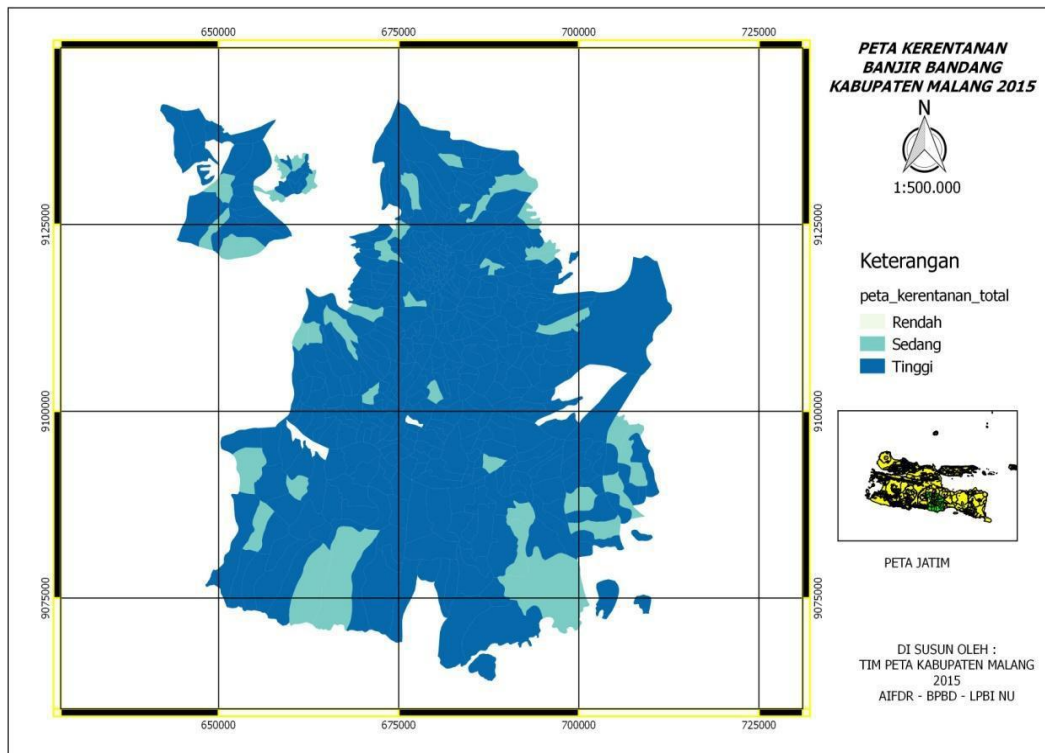 650000
675000
700000
725000
9125000
9100000
9075000
9125000
9100000
9075000
650000
675000
700000
725000
PETA KERENTANAN
BANJIR BANDANG
KABUPATEN MALANG 2015
N
1:500.000
Keterangan
peta_kerentanan_total
Rendah
Sedang
Tinggi
PETA JATIM
DI SUSUN OLEH :
TIM PETA KABUPATEN MALANG
2015
AIFDR - BPBD - LPBI NU